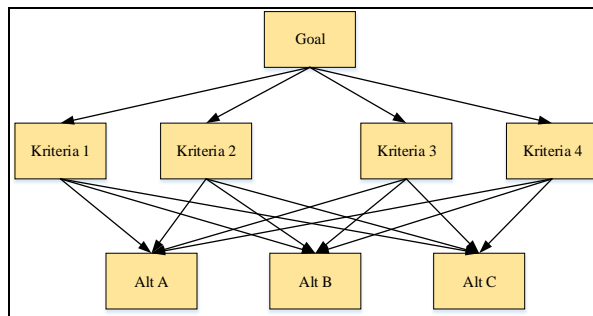 Goal
Kriteria 1
Kriteria 2
Kriteria 3
Kriteria 4
Alt A
Alt B
Alt C